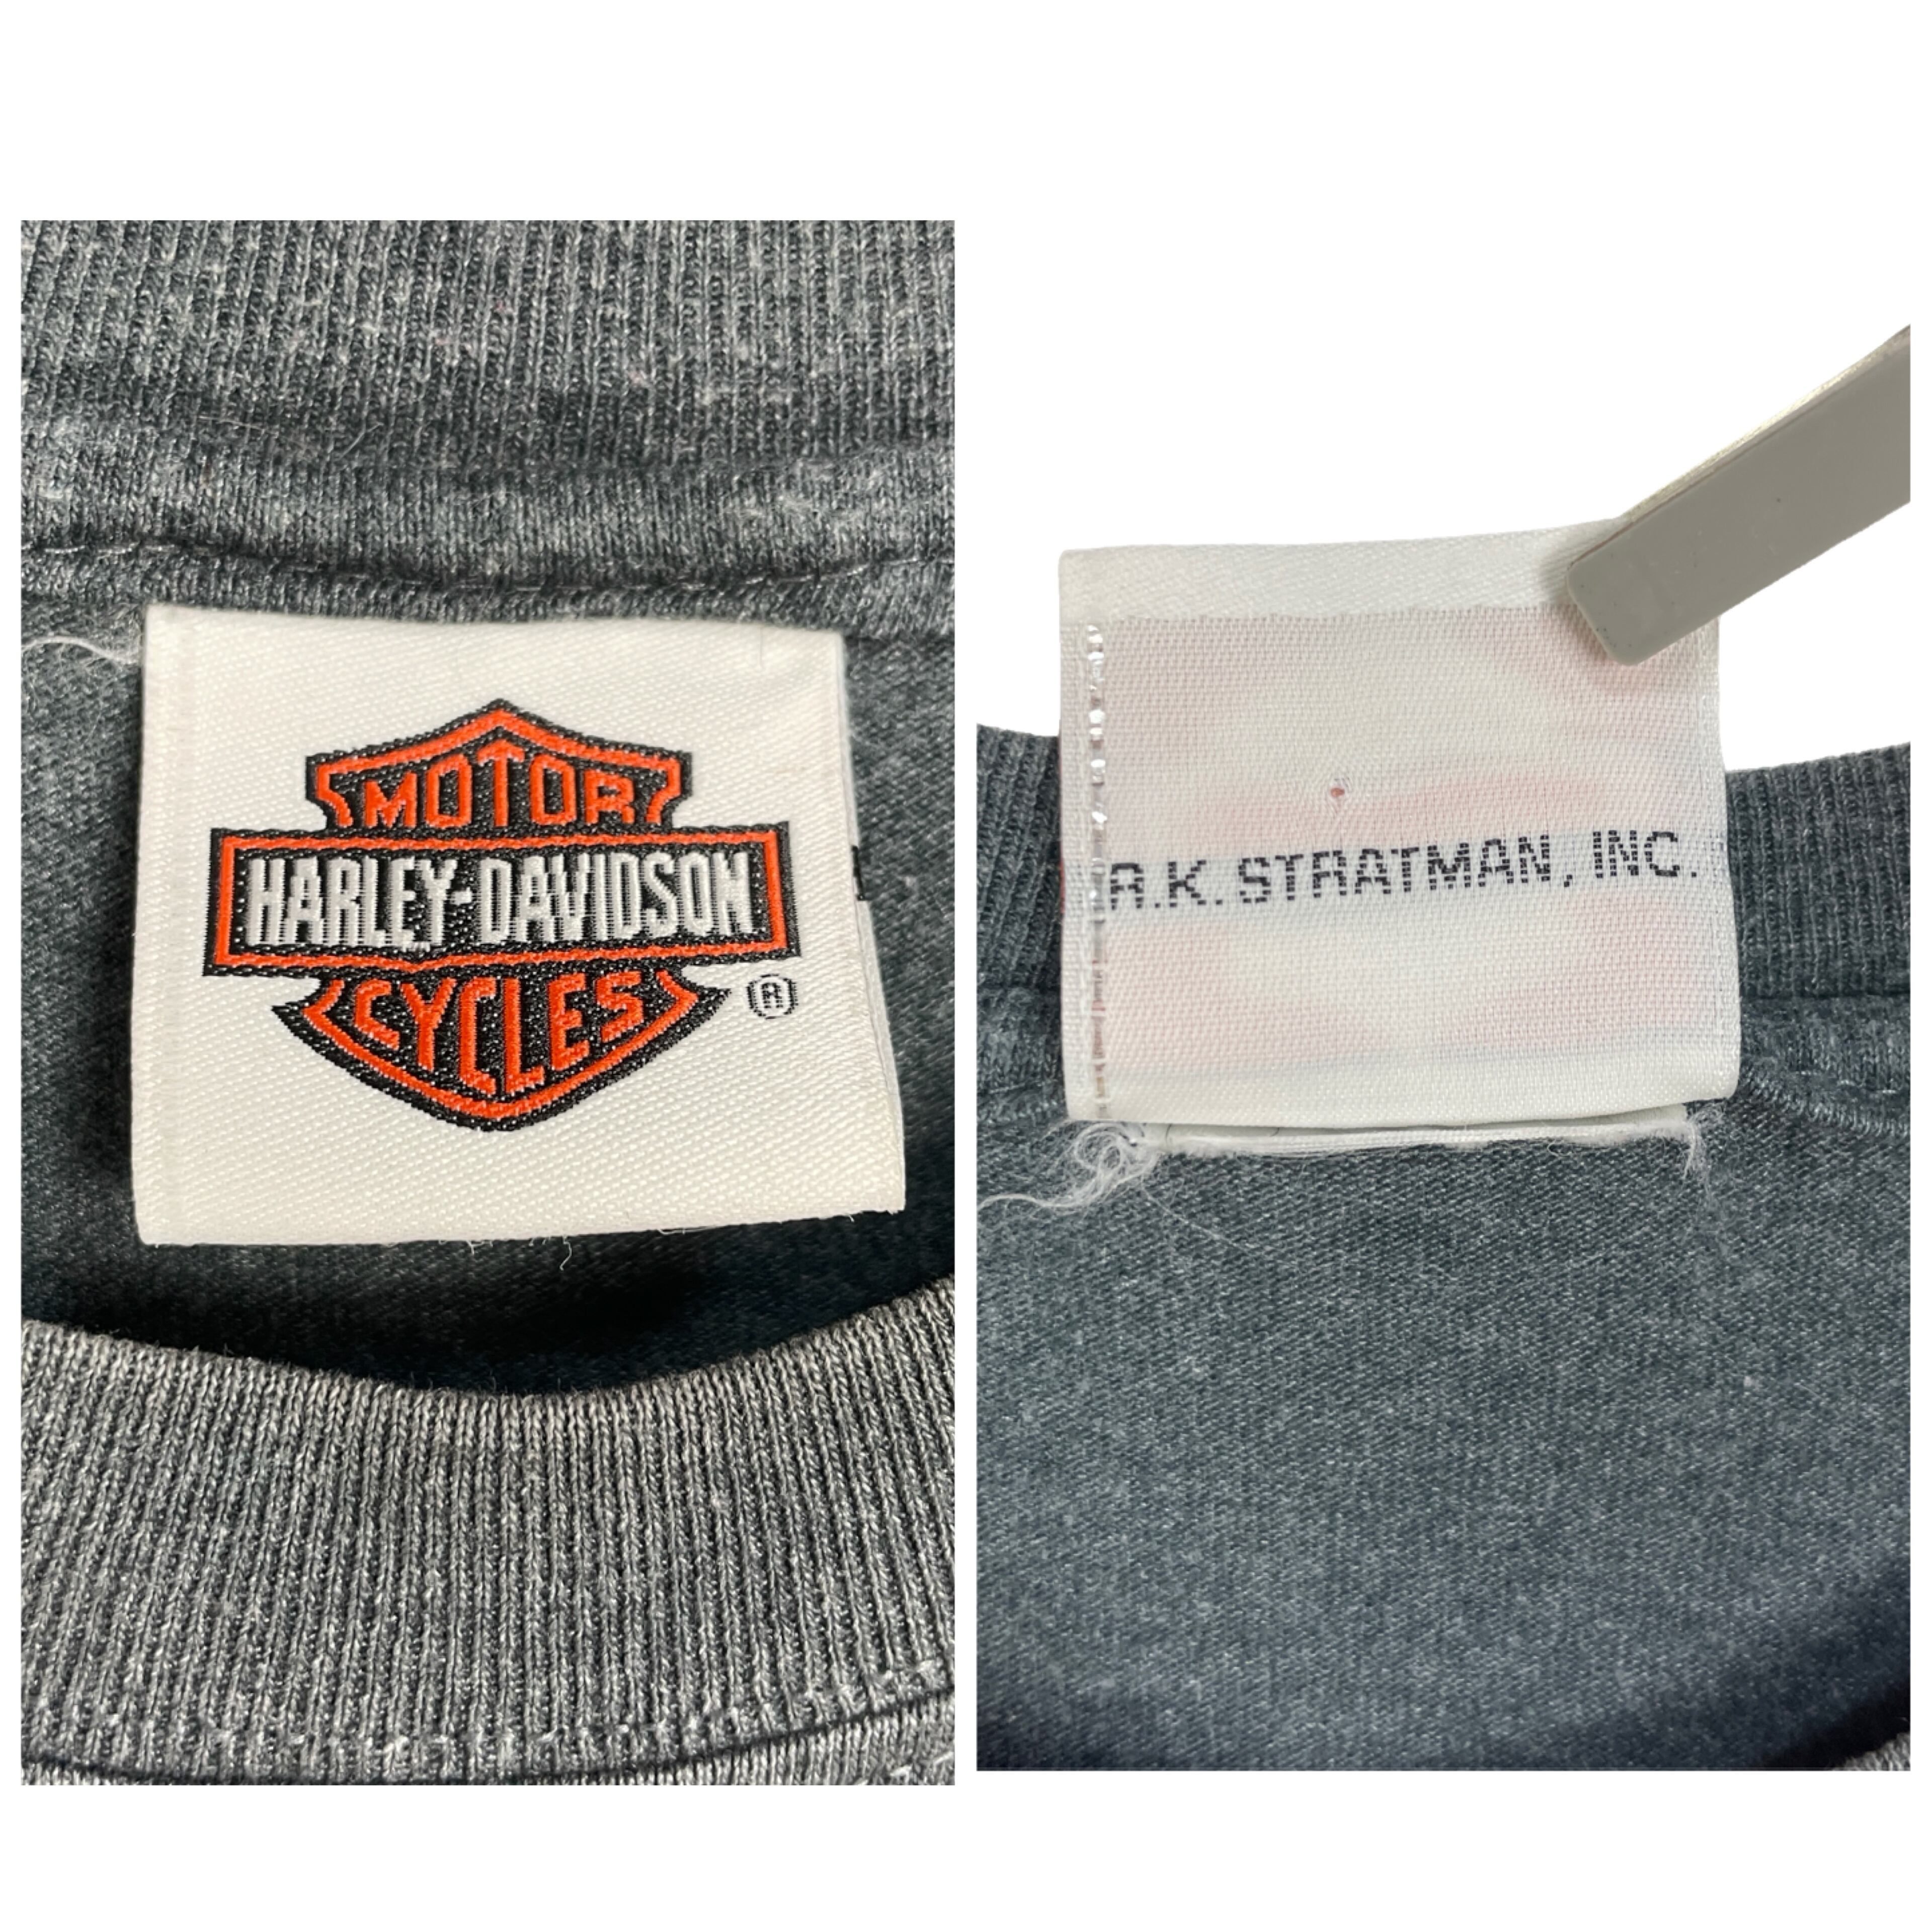 MOTOR
HARLEY-DAVIDSON
CYCLES
®
R.K. STRATMAN, INC.